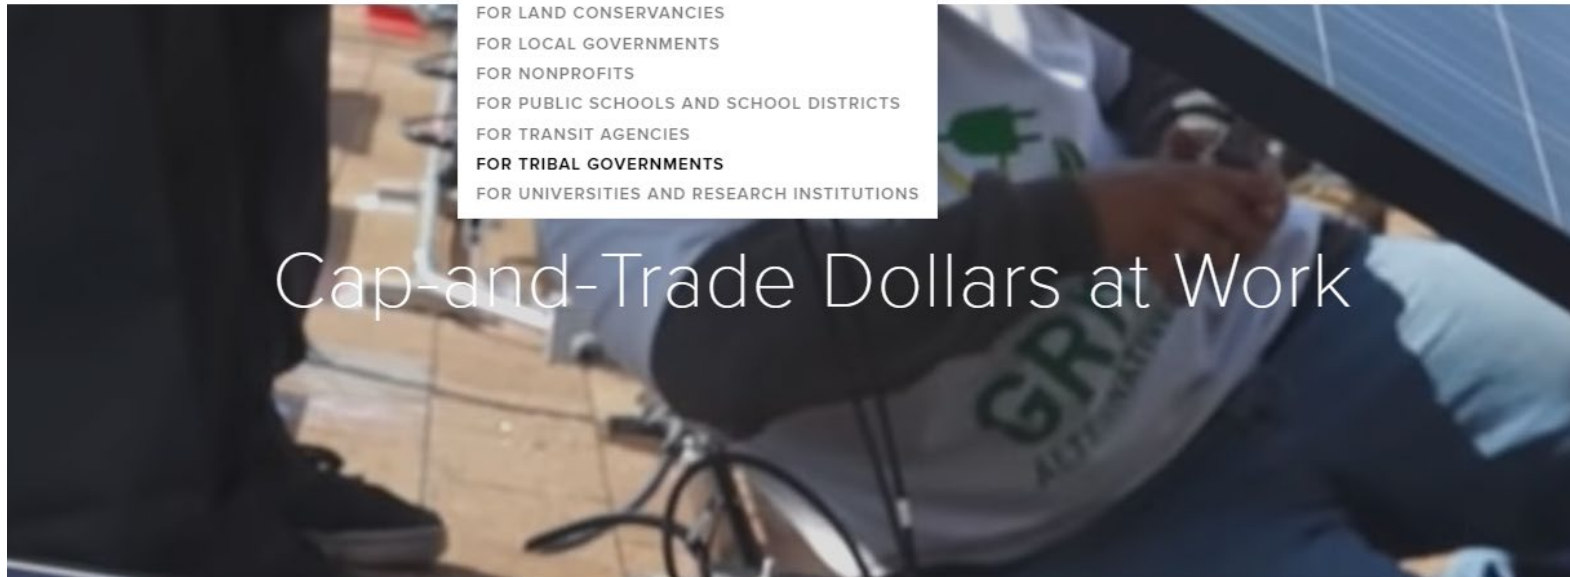 FOR LAND CONSERVANCIES
FOR LOCAL GOVERNMENTS
FOR NONPROFITS
FOR PUBLIC SCHOOLS AND SCHOOL DISTRICTS
FOR TRANSIT AGENCIES
FOR TRIBAL GOVERNMENTS
FOR UNIVERSITIES AND RESEARCH INSTITUTIONS
Cap-and-Trade Dollars at Work